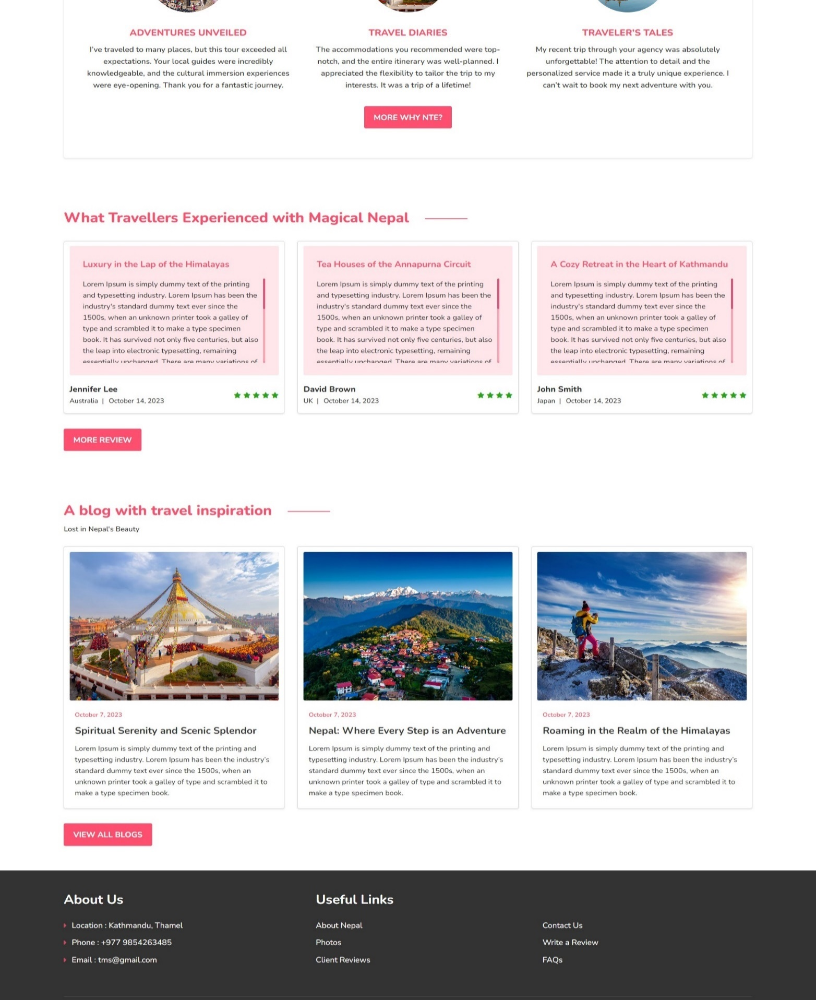 ADVENTURES UNVEILED
I've traveled to many places, but this tour exceeded all
expectations. Your local guides were incredibly
knowledgeable, and the cultural immersion experiences
were eye-opening. Thank you for a fantastic journey.
TRAVEL DIARIES
The accommodations you recommended were top-
notch, and the entire itinerary was well-planned. I
appreciated the flexibility to tailor the trip to my
interests. It was a trip of a lifetime!
TRAVELER'S TALES
My recent trip through your agency was absolutely
unforgettable! The attention to detail and the
personalized service made it a truly unique experience. I
can't wait to book my next adventure with you.
MORE WHY NTE?
What Travellers Experienced with Magical Nepal
Luxury in the Lap of the Himalayas
Lorem Ipsum is simply dummy text of the printing
and typesetting industry. Lorem Ipsum has been the
industry's standard dummy text ever since the
1500s, when an unknown printer took a galley of
type and scrambled it to make a type specimen
book. It has survived not only five centuries, but also
the leap into electronic typesetting, remaining
essentially unchanged. There are many variations of
Jennifer Lee
Australia | October 14, 2023
Tea Houses of the Annapurna Circuit
Lorem Ipsum is simply dummy text of the printing
and typesetting industry. Lorem Ipsum has been the
industry's standard dummy text ever since the
1500s, when an unknown printer took a galley of
type and scrambled it to make a type specimen
book. It has survived not only five centuries, but also
the leap into electronic typesetting, remaining
essentially unchanged. There are many variations of
David Brown
UK | October 14, 2023
A Cozy Retreat in the Heart of Kathmandu
Lorem Ipsum is simply dummy text of the printing
and typesetting industry. Lorem Ipsum has been the
industry's standard dummy text ever since the
1500s, when an unknown printer took a galley of
type and scrambled it to make a type specimen
book. It has survived not only five centuries, but also
the leap into electronic typesetting, remaining
essentially unchanged. There are many variations of
John Smith
Japan | October 14, 2023
MORE REVIEW
A blog with travel inspiration
Lost in Nepal's Beauty
October 7, 2023
Spiritual Serenity and Scenic Splendor
Lorem Ipsum is simply dummy text of the printing and
typesetting industry. Lorem Ipsum has been the industry's
standard dummy text ever since the 1500s, when an
unknown printer took a galley of type and scrambled it to
make a type specimen book.
October 7, 2023
Nepal: Where Every Step is an Adventure
Lorem Ipsum is simply dummy text of the printing and
typesetting industry. Lorem Ipsum has been the industry's
standard dummy text ever since the 1500s, when an
unknown printer took a galley of type and scrambled it to
make a type specimen book.
October 7, 2023
Roaming in the Realm of the Himalayas
Lorem Ipsum is simply dummy text of the printing and
typesetting industry. Lorem Ipsum has been the industry's
standard dummy text ever since the 1500s, when an
unknown printer took a galley of type and scrambled it to
make a type specimen book.
VIEW ALL BLOGS
About Us
Location : Kathmandu, Thamel
Phone : +977 9854263485
Email : tms@gmail.com
Useful Links
About Nepal
Photos
Client Reviews
Contact Us
Write a Review
FAQs